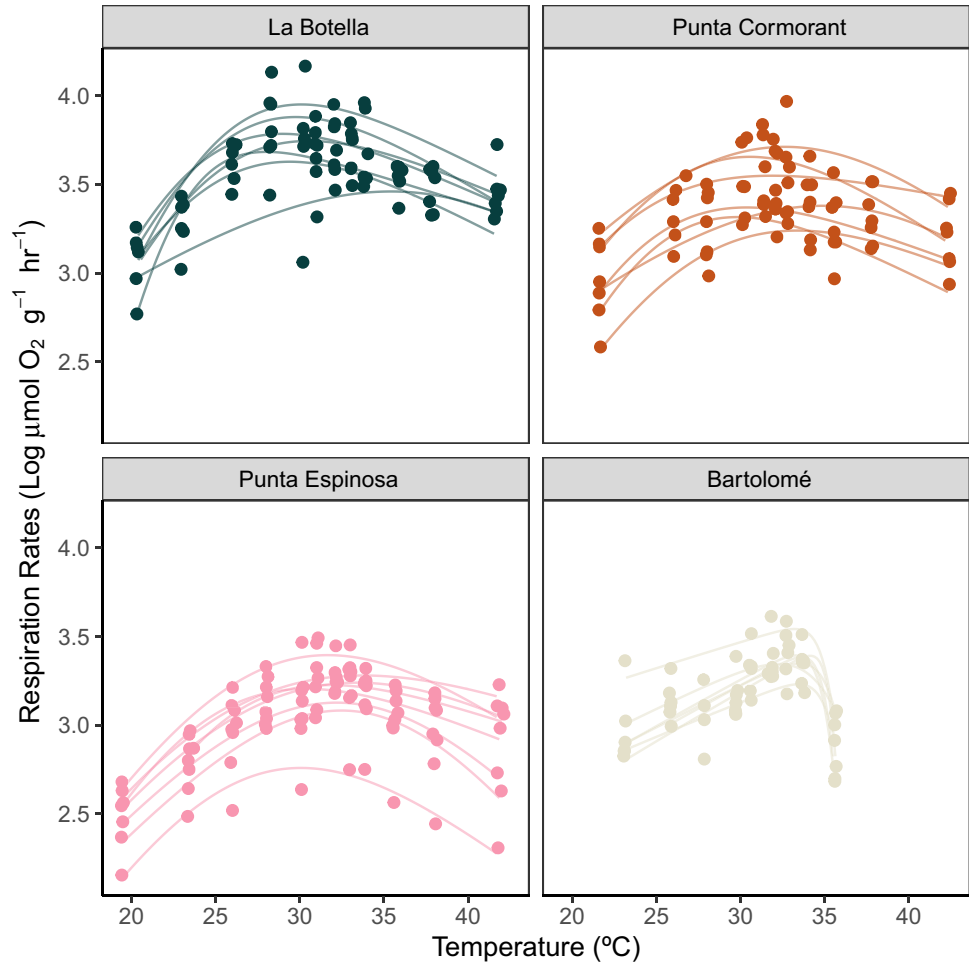 La Botella
Punta Cormorant
4.0
3.5
3.0
2.5
Respiration Rates (Log μmol O₂ g⁻¹ hr⁻¹)
Punta Espinosa
Bartolomé
4.0
3.5
3.0
2.5
20 25 30 35 40 20 25 30 35 40
Temperature (ºC)